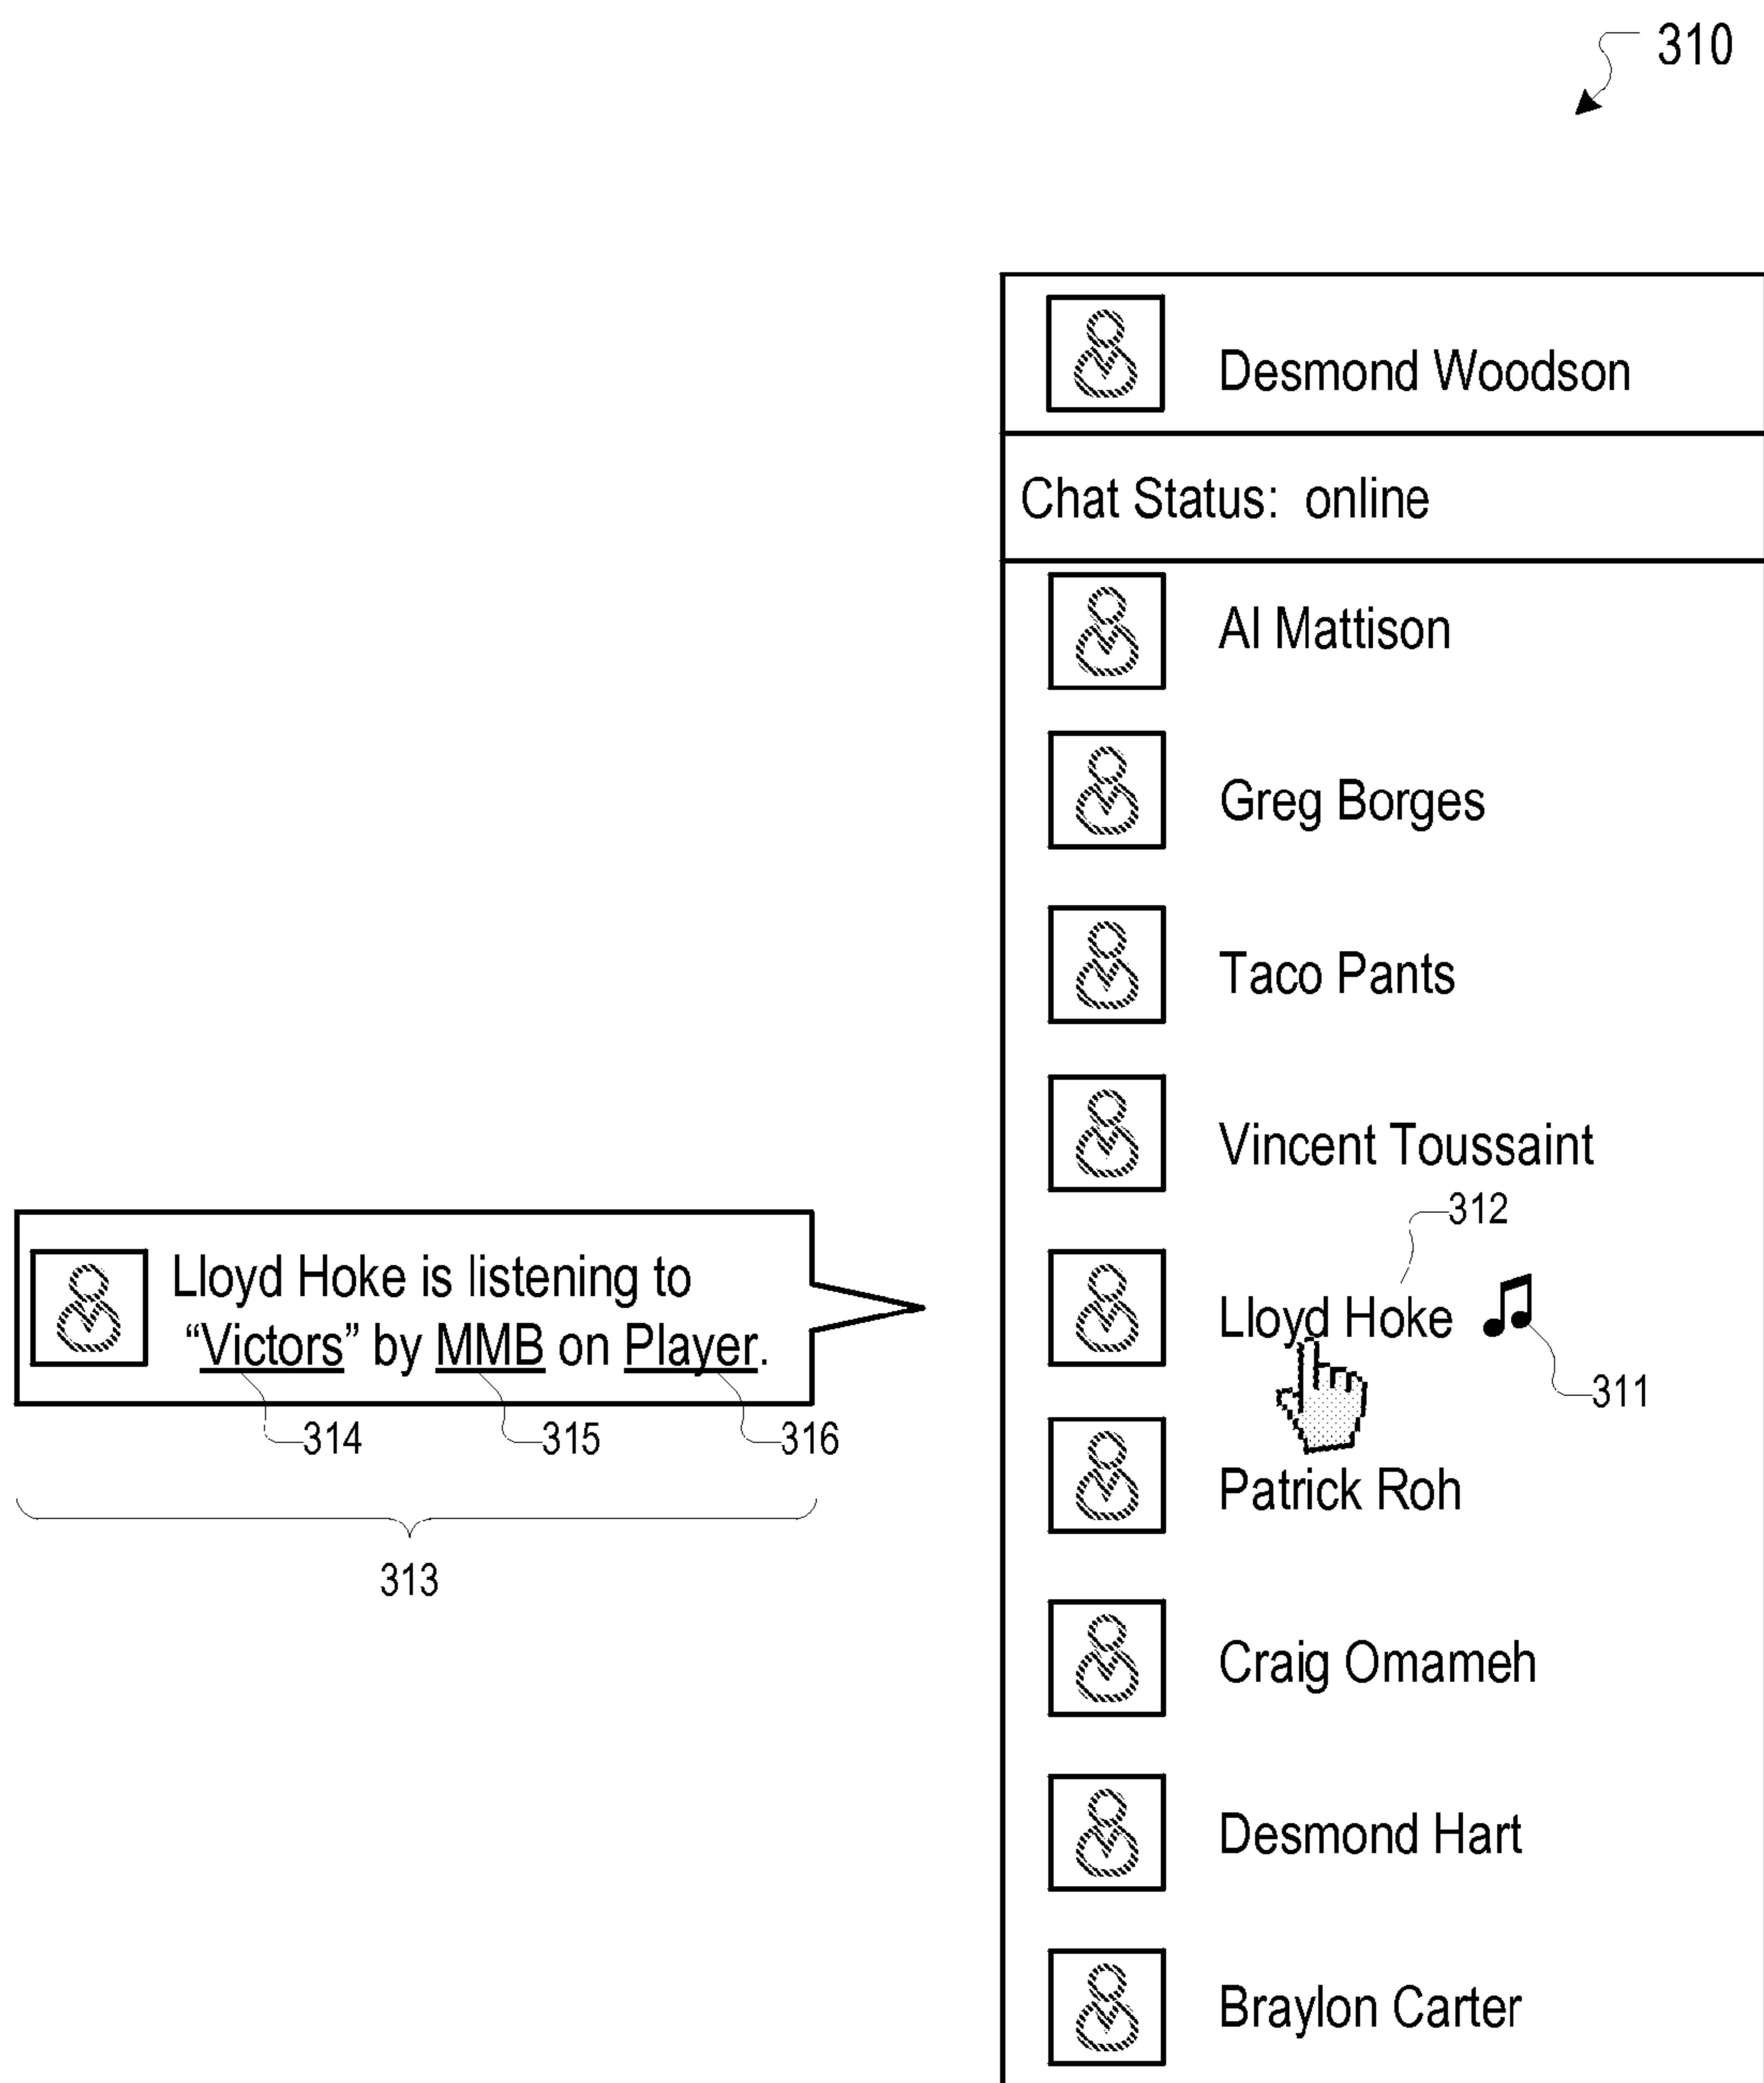 310
Desmond Woodson
Chat Status: online
Al Mattison
Greg Borges
Taco Pants
Vincent Toussaint
312
Lloyd Hoke
311
Lloyd Hoke is listening to
“Victors” by MMB on Player.
314 315 316
313
Patrick Roh
Craig Omameh
Desmond Hart
Braylon Carter